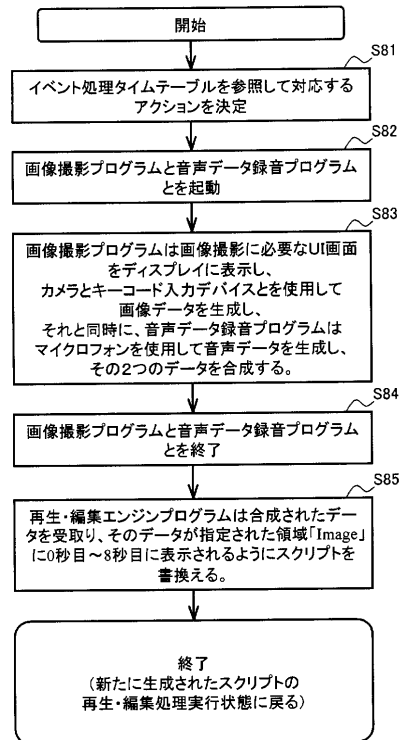 開始
S81
イベント処理タイムテーブルを参照して対応する
アクションを決定
S82
画像撮影プログラムと音声データ録音プログラム
とを起動
S83
画像撮影プログラムは画像撮影に必要なUI画面
をディスプレイに表示し、
カメラとキーコード入力デバイスとを使用して
画像データを生成し、
それと同時に、音声データ録音プログラムは
マイクロフォンを使用して音声データを生成し、
その2つのデータを合成する。
S84
画像撮影プログラムと音声データ録音プログラム
とを終了
S85
再生・編集エンジンプログラムは合成されたデー
タを受取り、そのデータが指定された領域「Image」
に0秒目~8秒目に表示されるようにスクリプトを
書換える。
終了
(新たに生成されたスクリプトの
再生・編集処理実行状態に戻る)